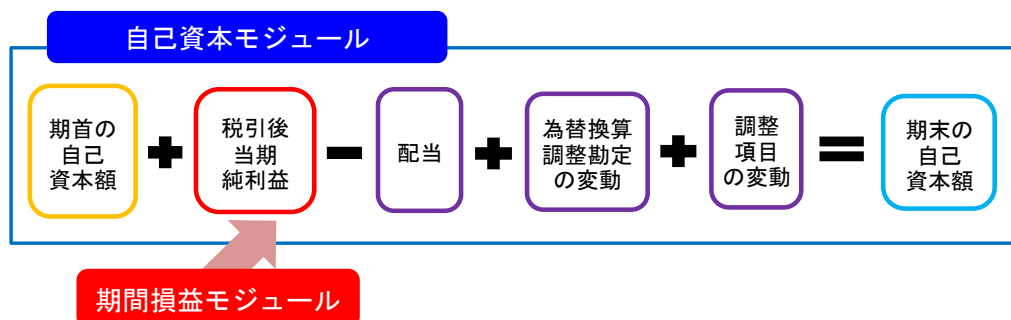 自己資本モジュール
期首の
自己
資本額
+
税引後
当期
純利益
-
配当
+
為替換算
調整勘定
の変動
+
調整
項目
の変動
=
期末の
自己
資本額
期間損益モジュール